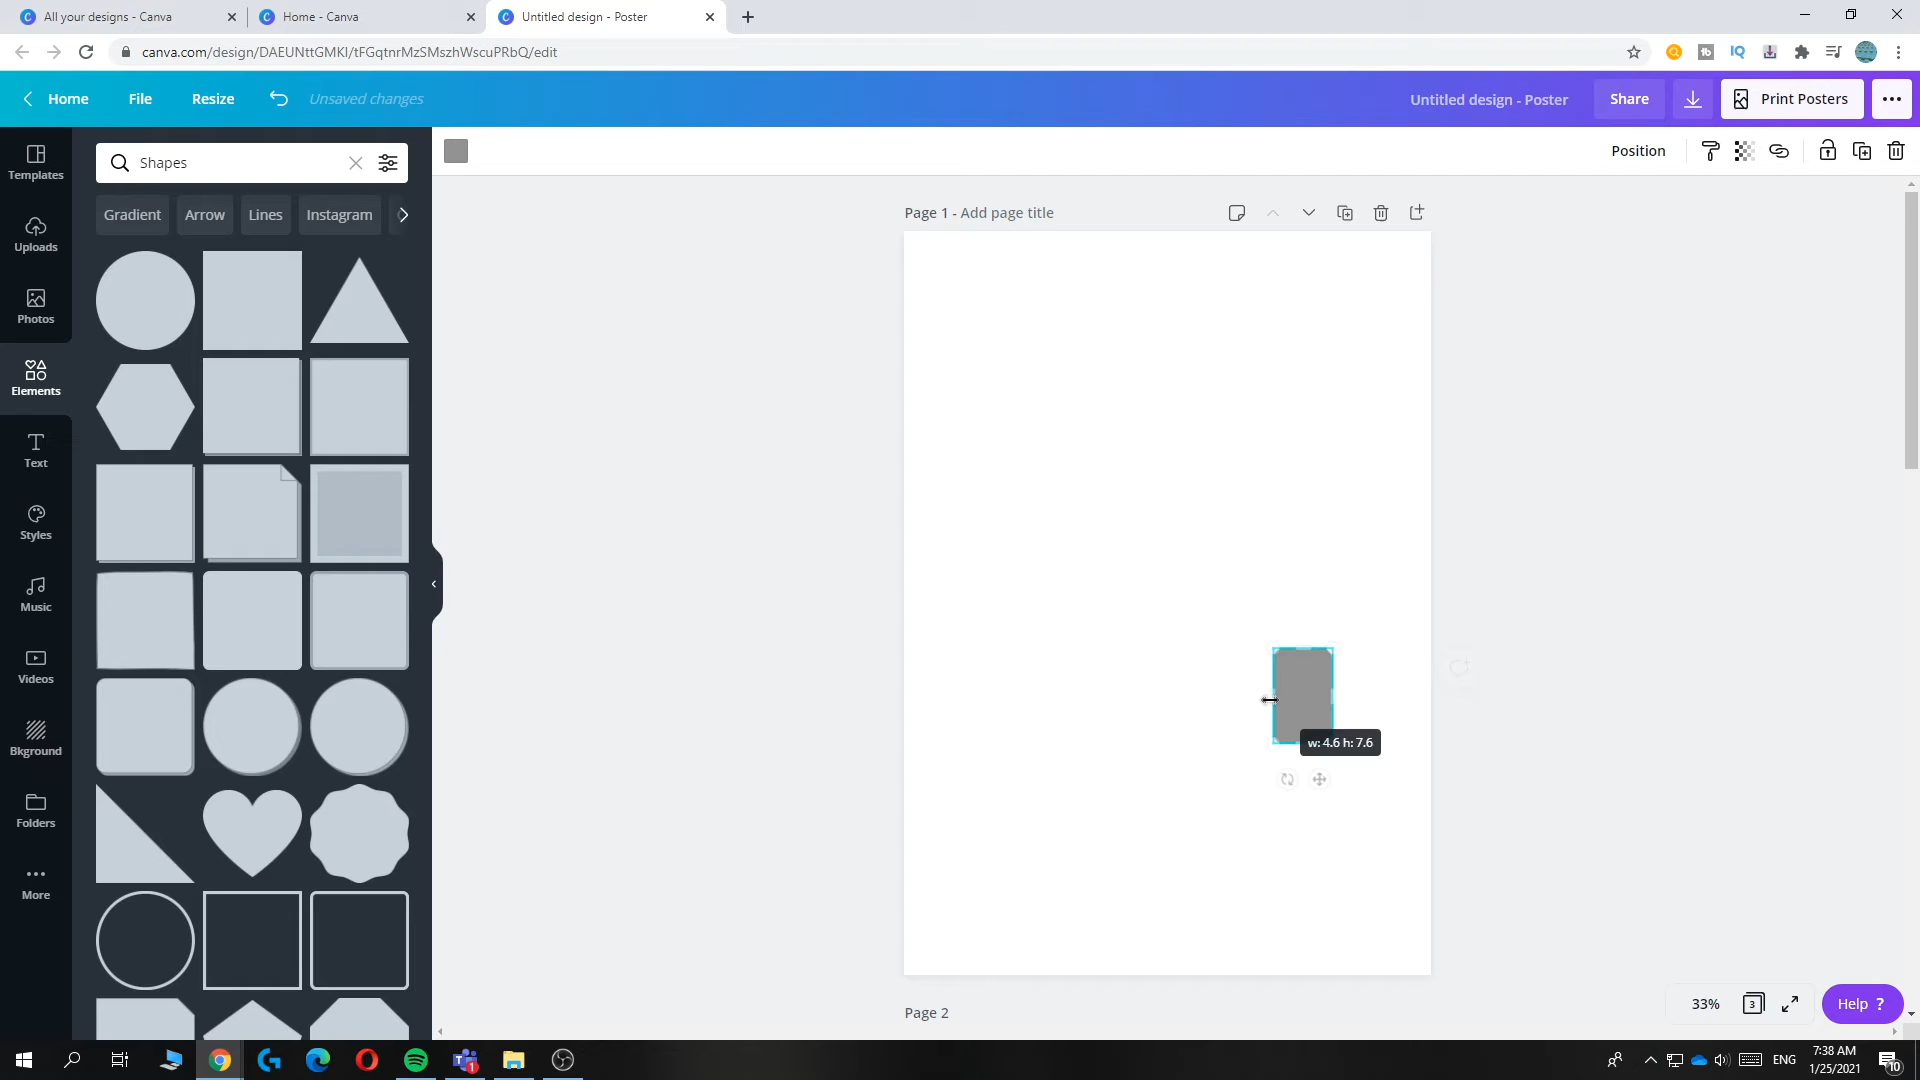 All your designs - Canva
Home - Canva
Untitled design - Poster
canva.com/design/DAEUNttGMKI/tFGqtnrMzSMszhWscuPRbQ/edit
Home
File
Resize
Unsaved changes
Untitled design - Poster
Share
Print Posters
Templates
Uploads
Photos
Elements
Text
Styles
Music
Videos
Bkground
Folders
More
Shapes
Gradient
Arrow
Lines
Instagram
Position
Page 1 - Add page title
w: 4.6 h: 7.6
Page 2
33%
3
Help ?
ENG
7:38 AM
1/25/2021
10
1